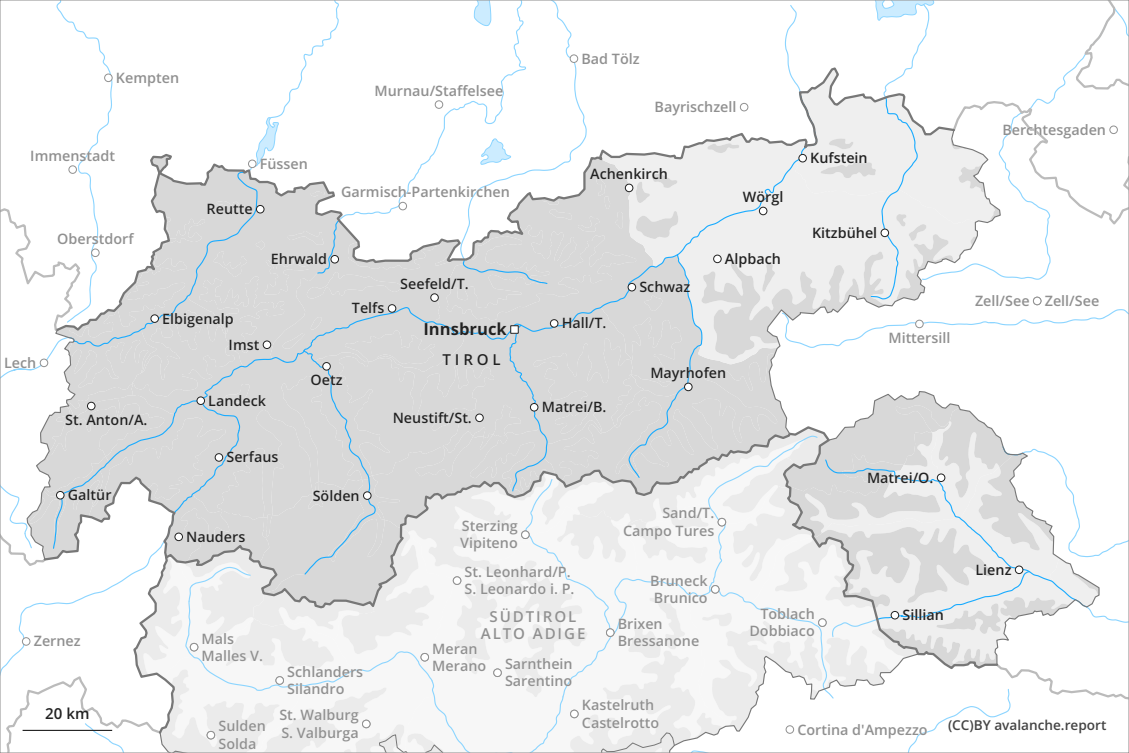 Kempten
Bad Tölz
Murnau/Staffelsee
Bayrischzell
Berchtesgaden
Immenstadt
Füssen
Kufstein
Achenkirch
Garmisch-Partenkirchen
Wörgl
Reutte
Kitzbühel
Oberstdorf
Ehrwald
Alpbach
Seefeld/T.
Schwaz
Zell/See
Zell/See
Telfs
Elbigenalp
Innsbruck
Hall/T.
Mittersill
Imst
TIROL
Lech
Oetz
Mayrhofen
Landeck
St. Anton/A.
Neustift/St.
Matrei/B.
Serfaus
Matrei/O.
Galtür
Sölden
Sand/T.
Campo Tures
Sterzing
Vipiteno
Nauders
St. Leonhard/P.
S. Leonardo i. P.
Bruneck
Brunico
Lienz
SÜDTIROL
ALTO ADIGE
Toblach
Dobbiaco
Sillian
Brixen
Bressanone
Zernez
Mals
Malles V.
Meran
Merano
Sarnthein
Sarentino
Schlanders
Silandro
St. Walburg
S. Valburga
Kastelruth
Castelrotto
20 km
Sulden
Solda
Cortina d'Ampezzo
(CC)BY avalanche.report